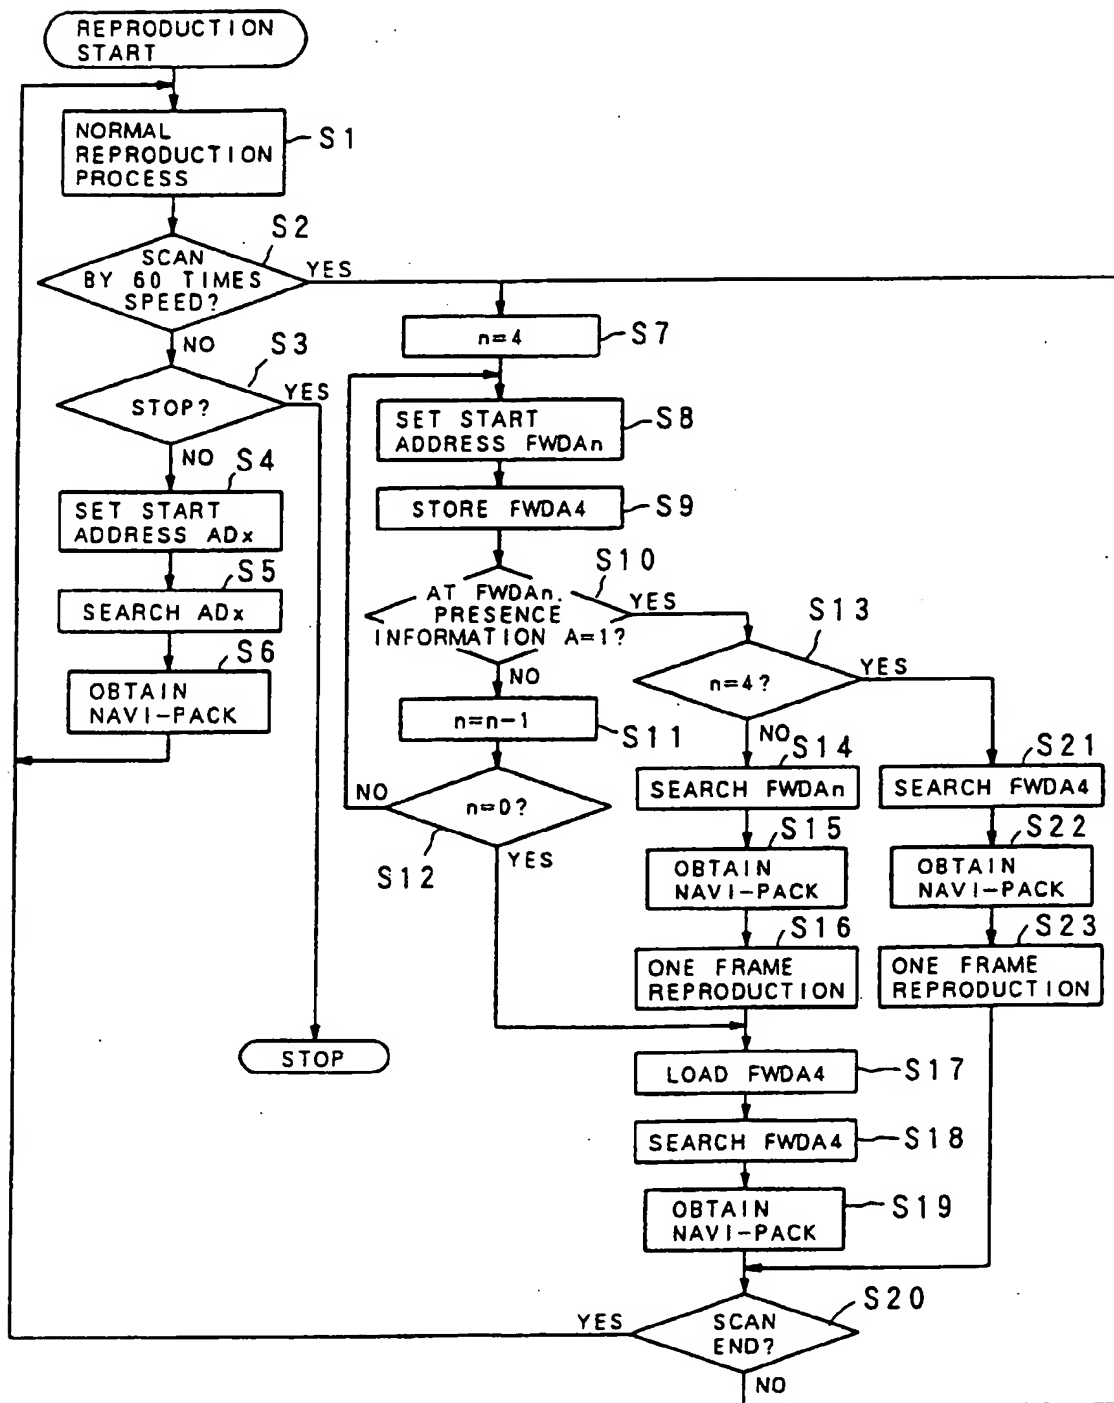 REPRODUCTION
START
NORMAL
REPRODUCTION
PROCESS
S1
SCAN
BY 60 TIMES
SPEED?
S2
YES
NO
STOP?
S3
YES
NO
SET START
ADDRESS ADx
S4
SEARCH ADx
S5
OBTAIN
NAVI-PACK
S6
STOP
n=4
S7
SET START
ADDRESS FWDAn
S8
STORE FWDA4
S9
AT FWDAn.
PRESENCE
INFORMATION A=1?
S10
YES
NO
n=n-1
S11
n=0?
S12
NO
YES
n=4?
S13
YES
NO
SEARCH FWDAn
S14
OBTAIN
NAVI-PACK
S15
ONE FRAME
REPRODUCTION
S16
LOAD FWDA4
S17
SEARCH FWDA4
S18
OBTAIN
NAVI-PACK
S19
SEARCH FWDA4
S21
OBTAIN
NAVI-PACK
S22
ONE FRAME
REPRODUCTION
S23
SCAN
END?
S20
YES
NO